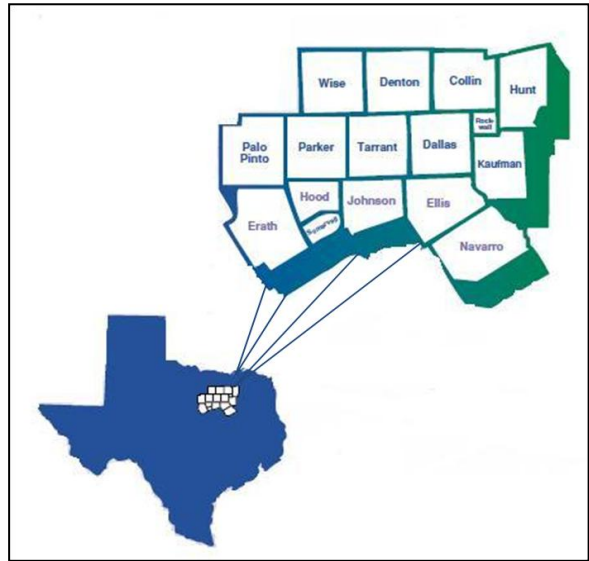 Wise
Denton
Collin
Hunt
Rock-
wall
Palo
Pinto
Parker
Tarrant
Dallas
Kaufman
Hood
Johnson
Ellis
Erath
Navarro